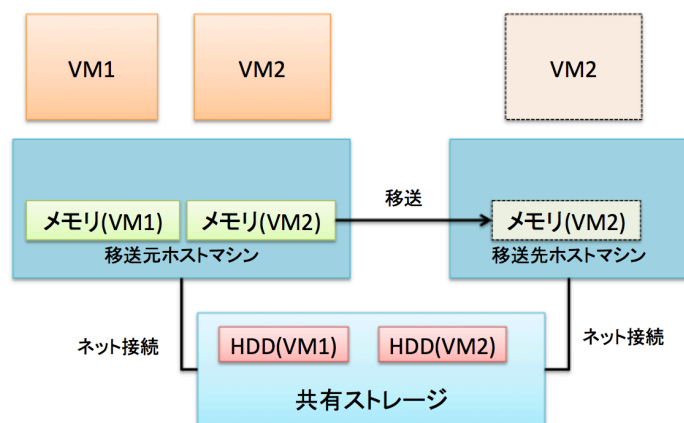 VM1
VM2
VM2
メモリ(VM1)
メモリ(VM2)
移送
メモリ(VM2)
移送元ホストマシン
移送先ホストマシン
ネット接続
ネット接続
HDD(VM1)
HDD(VM2)
共有ストレージ